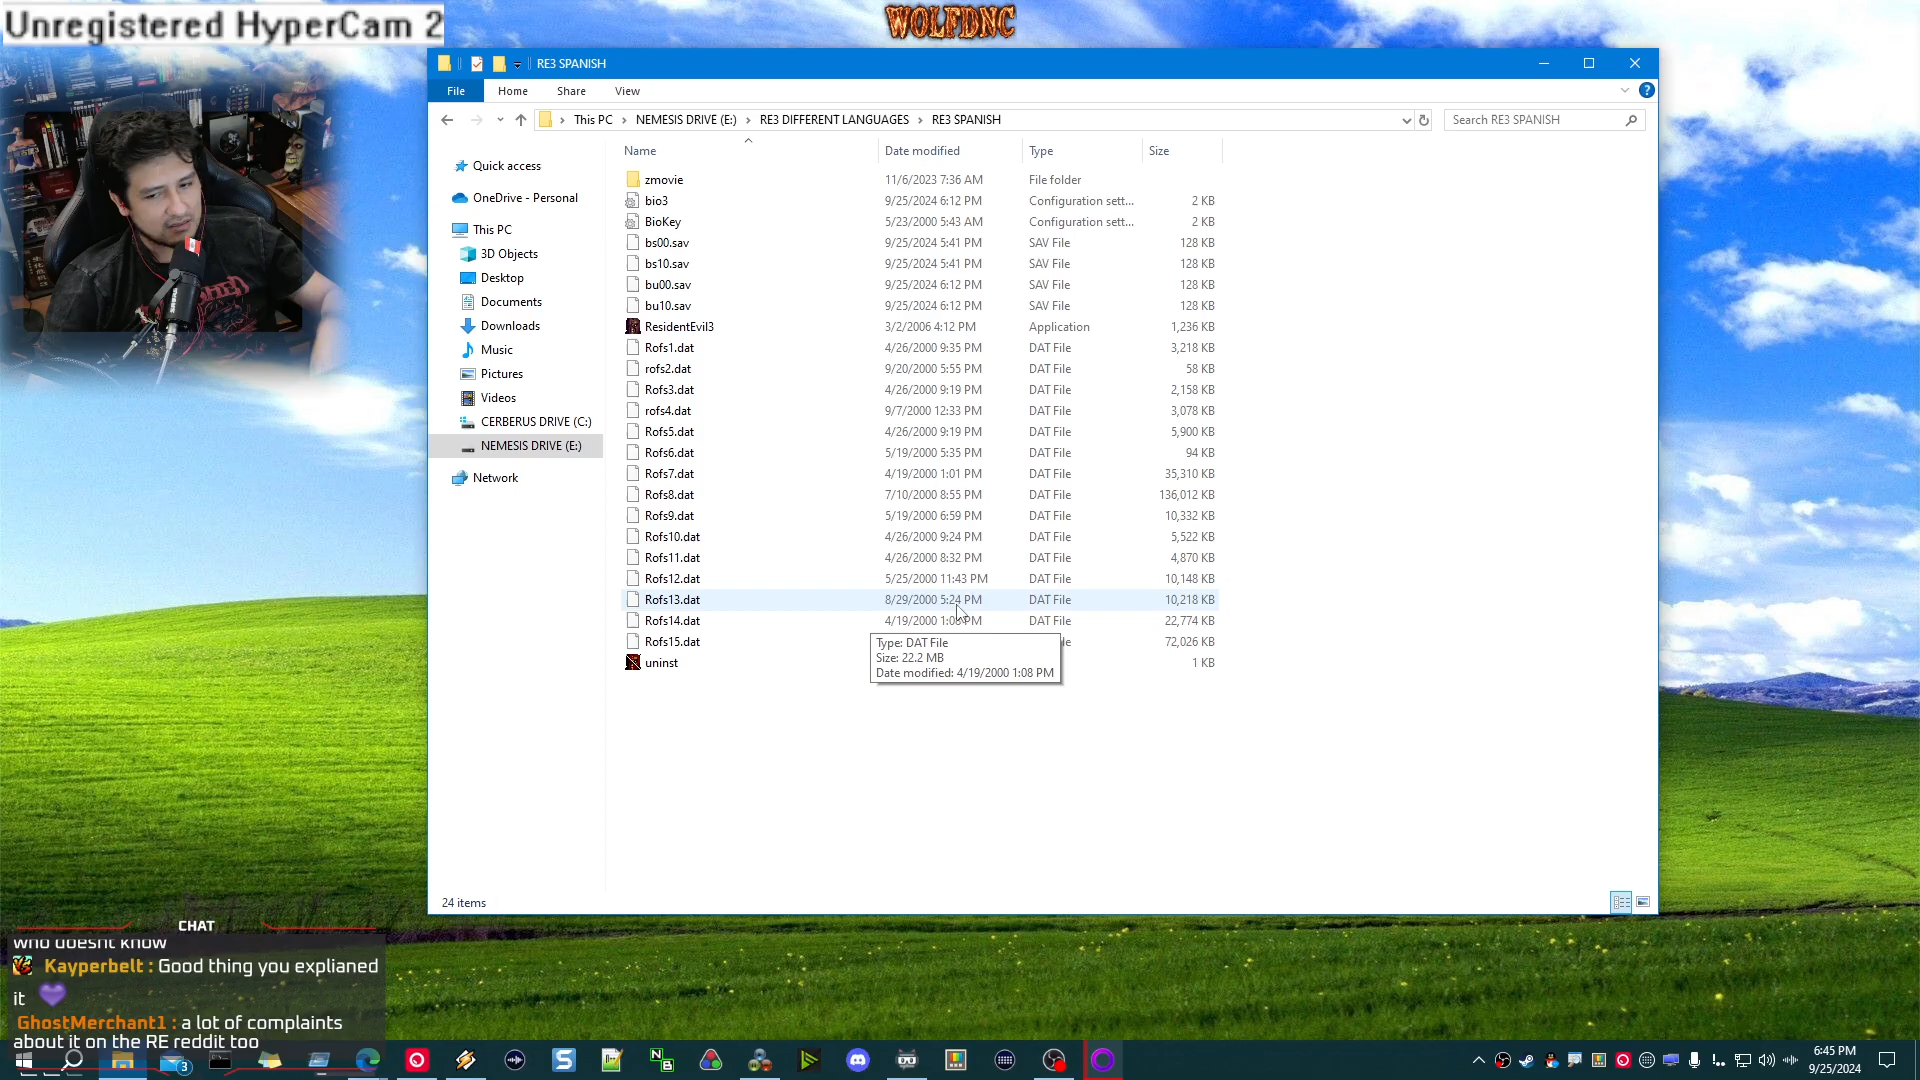 Unregistered HyperCam 2
WOLFDNC
RE3 SPANISH
File Home Share View
This PC › NEMESIS DRIVE (E:) › RE3 DIFFERENT LANGUAGES › RE3 SPANISH
Search RE3 SPANISH
Quick access
OneDrive - Personal
This PC
3D Objects
Desktop
Documents
Downloads
Music
Pictures
Videos
CERBERUS DRIVE (C:)
NEMESIS DRIVE (E:)
Network
Name Date modified Type Size
zmovie 11/6/2023 7:36 AM File folder
bio3 9/25/2024 6:12 PM Configuration sett... 2 KB
BioKey 5/23/2000 5:43 AM Configuration sett... 2 KB
bs00.sav 9/25/2024 5:41 PM SAV File 128 KB
bs10.sav 9/25/2024 5:41 PM SAV File 128 KB
bu00.sav 9/25/2024 6:12 PM SAV File 128 KB
bu10.sav 9/25/2024 6:12 PM SAV File 128 KB
ResidentEvil3 3/2/2006 4:12 PM Application 1,236 KB
Rofs1.dat 4/26/2000 9:35 PM DAT File 3,218 KB
rofs2.dat 9/20/2000 5:55 PM DAT File 58 KB
Rofs3.dat 4/26/2000 9:19 PM DAT File 2,158 KB
rofs4.dat 9/7/2000 12:33 PM DAT File 3,078 KB
Rofs5.dat 4/26/2000 9:19 PM DAT File 5,900 KB
Rofs6.dat 5/19/2000 5:35 PM DAT File 94 KB
Rofs7.dat 4/19/2000 1:01 PM DAT File 35,310 KB
Rofs8.dat 7/10/2000 8:55 PM DAT File 136,012 KB
Rofs9.dat 5/19/2000 6:59 PM DAT File 10,332 KB
Rofs10.dat 4/26/2000 9:24 PM DAT File 5,522 KB
Rofs11.dat 4/26/2000 8:32 PM DAT File 4,870 KB
Rofs12.dat 5/25/2000 11:43 PM DAT File 10,148 KB
Rofs13.dat 8/29/2000 5:24 PM DAT File 10,218 KB
Rofs14.dat 4/19/2000 1:08 PM DAT File 22,774 KB
Rofs15.dat 72,026 KB
uninst 1 KB
Type: DAT File
Size: 22.2 MB
Date modified: 4/19/2000 1:08 PM
24 items
CHAT
who doesnt know
Kayperbelt : Good thing you explianed
it
GhostMerchant1 : a lot of complaints
about it on the RE reddit too
3
6:45 PM
9/25/2024